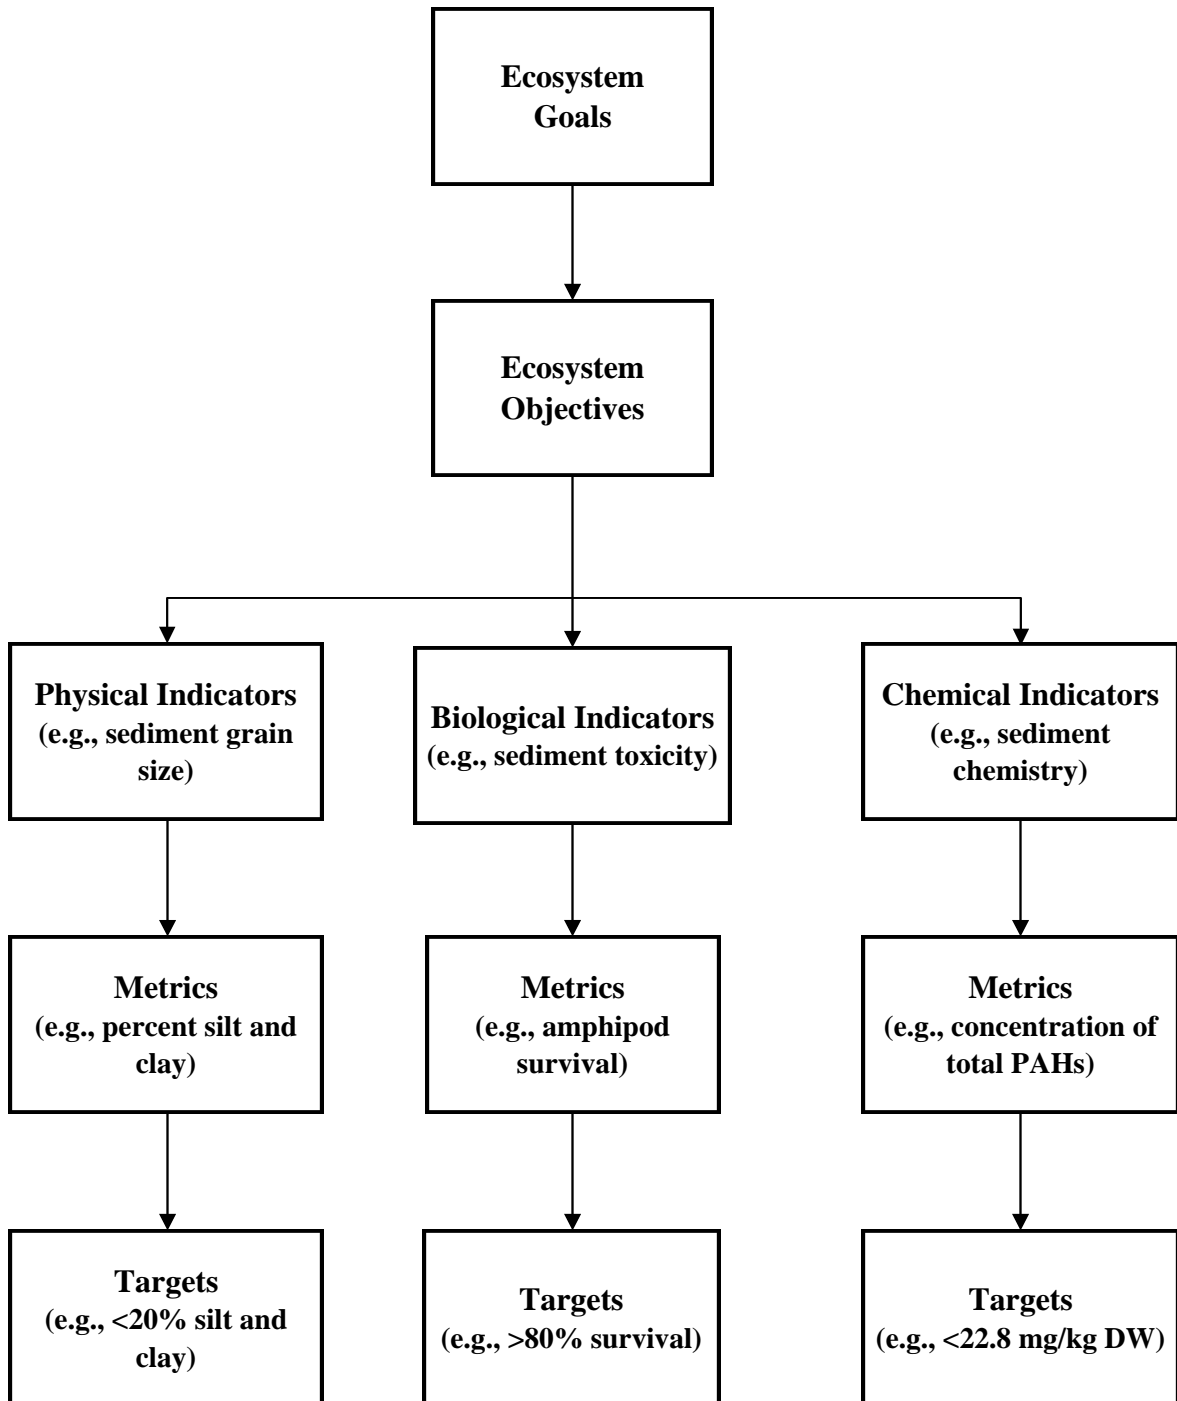 Ecosystem
Goals
Ecosystem
Objectives
Physical Indicators
(e.g., sediment grain
size)
Biological Indicators
(e.g., sediment toxicity)
Chemical Indicators
(e.g., sediment
chemistry)
Metrics
(e.g., percent silt and
clay)
Metrics
(e.g., amphipod
survival)
Metrics
(e.g., concentration of
total PAHs)
Targets
(e.g., <20% silt and
clay)
Targets
(e.g., >80% survival)
Targets
(e.g., <22.8 mg/kg DW)